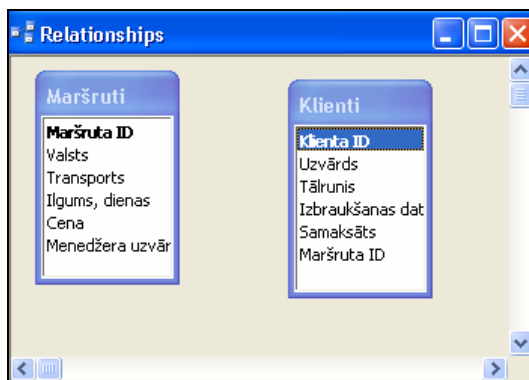 Relationships
Maršruti
Maršruta ID
Valsts
Transports
Ilgums, dienas
Cena
Menedžera uzvār
Klienti
Klienta ID
Uzvārds
Tālrunis
Izbraukšanas dat
Samaksāts
Maršruta ID